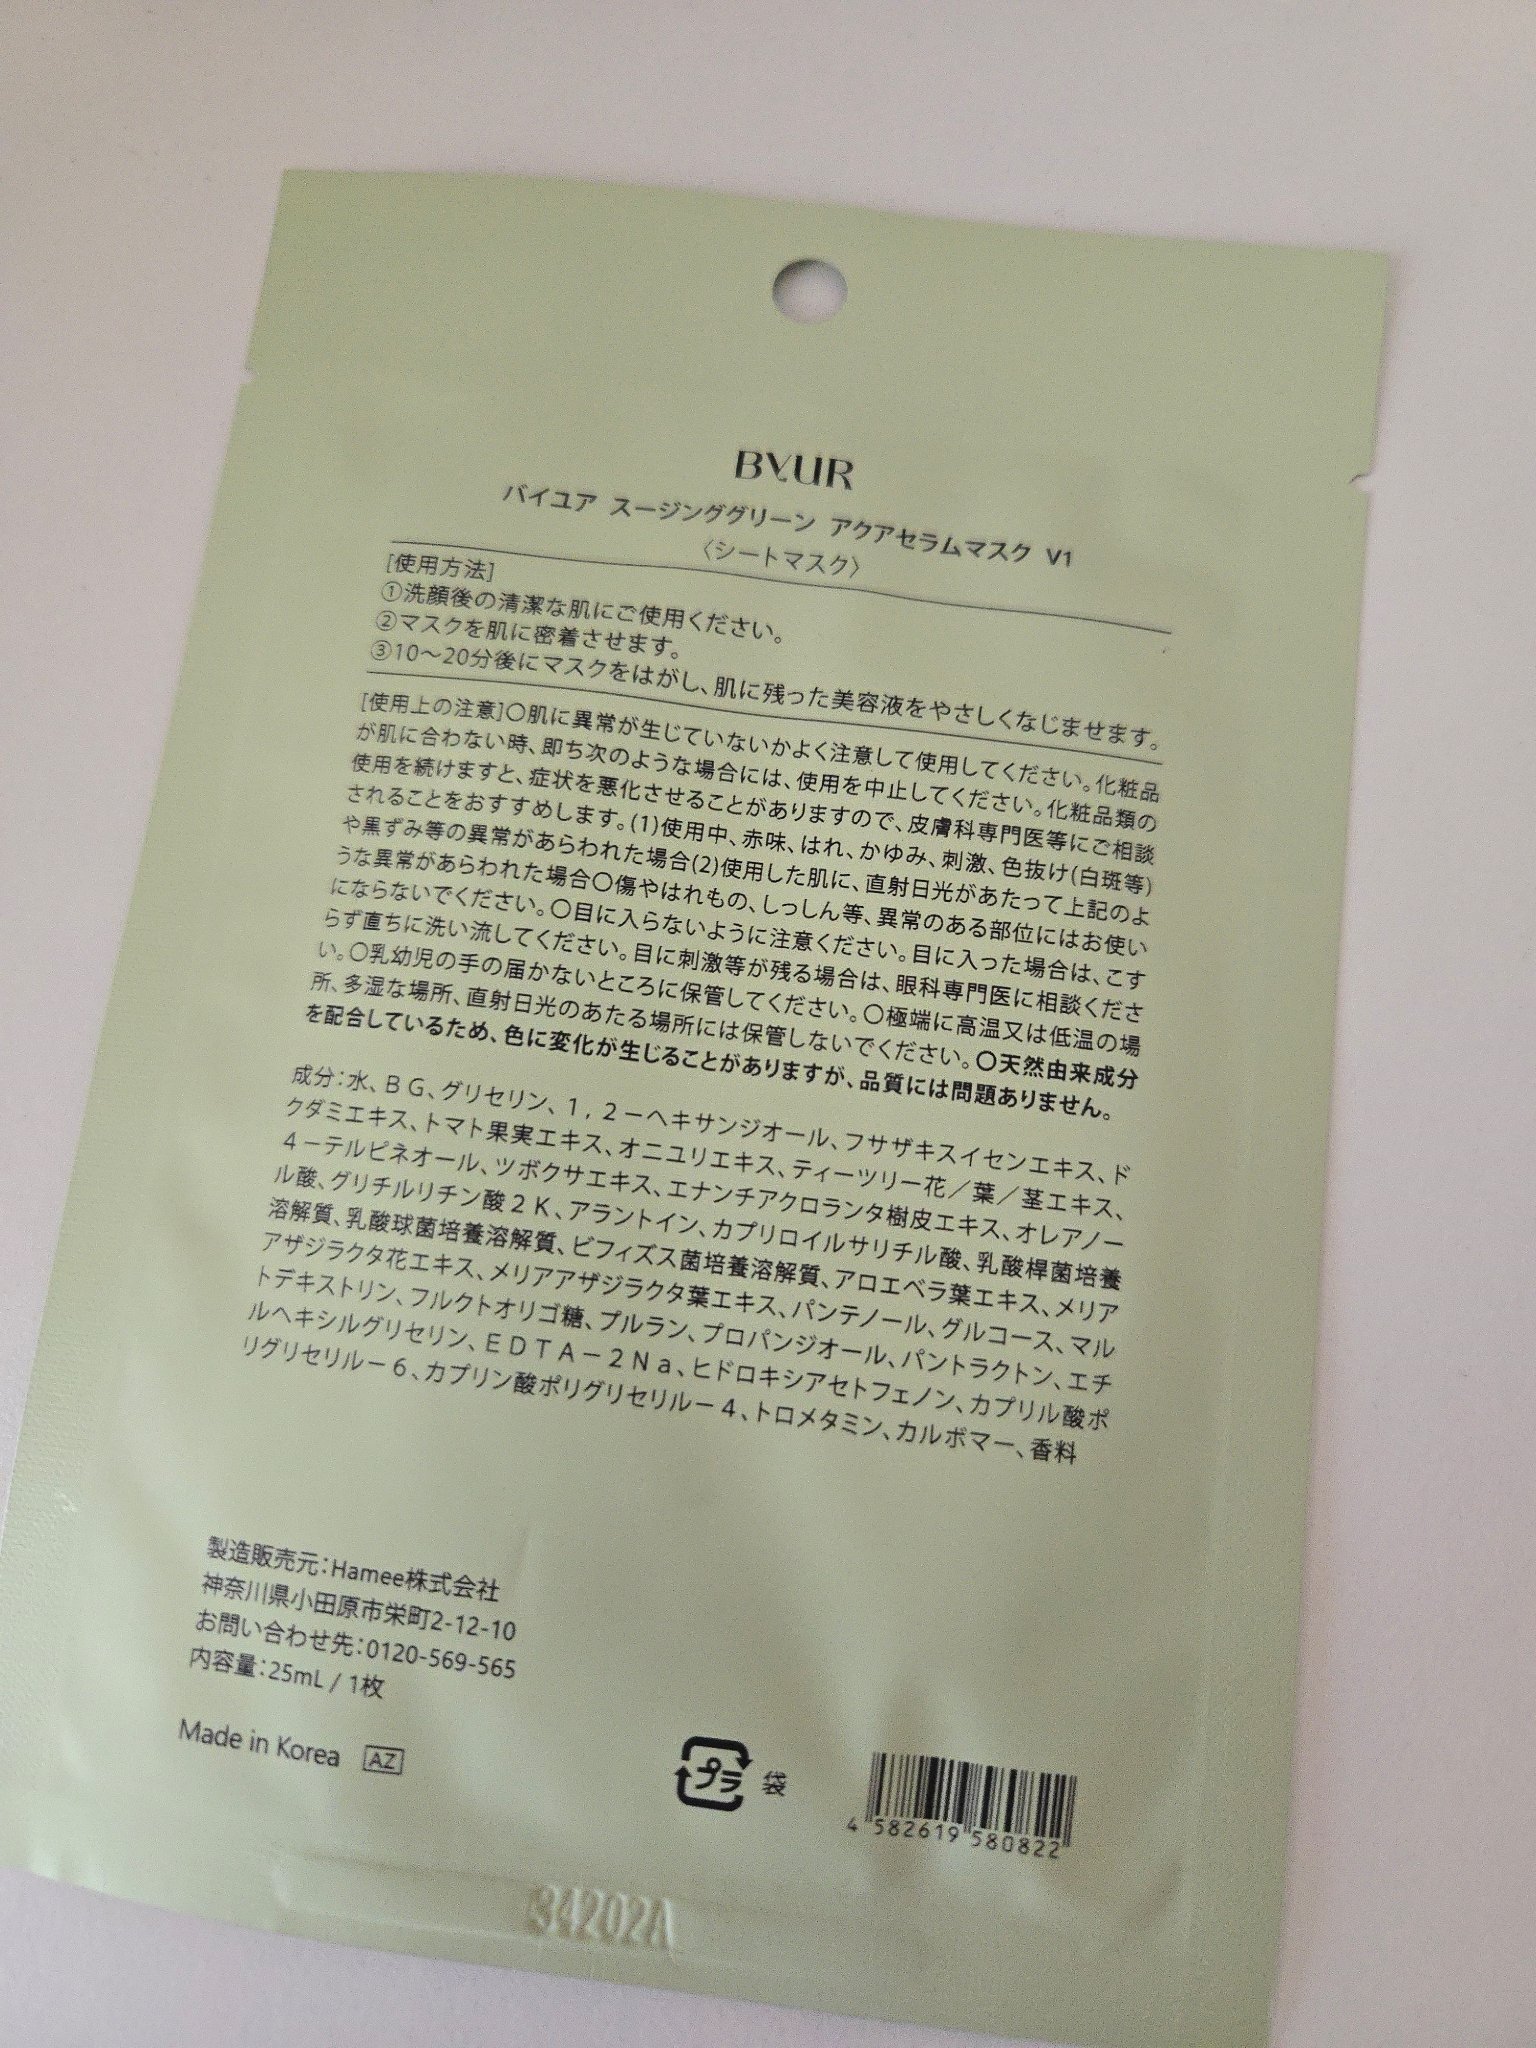 BYUR
バイユア スージンググリーン アクアセラムマスク V1
〈シートマスク〉
[使用方法]
①洗顔後の清潔な肌にご使用ください。
②マスクを肌に密着させます。
③10～20分後にマスクをはがし、肌に残った美容液をやさしくなじませます。
[使用上の注意]〇肌に異常が生じていないかよく注意して使用してください。化粧品
が肌に合わない時、即ち次のような場合には、使用を中止してください。化粧品類の
使用を続けますと、症状を悪化させることがありますので、皮膚科専門医等にご相談
されることをおすすめします。(1)使用中、赤味、はれ、かゆみ、刺激、色抜け(白斑等)
や黒ずみ等の異常があらわれた場合(2)使用した肌に、直射日光があたって上記のよ
うな異常があらわれた場合〇傷やはれもの、しっしん等、異常のある部位にはお使い
にならないでください。〇目に入らないように注意ください。目に入った場合は、こす
らず直ちに洗い流してください。目に刺激等が残る場合は、眼科専門医に相談くださ
い。〇乳幼児の手の届かないところに保管してください。〇極端に高温又は低温の場
所、多湿な場所、直射日光のあたる場所には保管しないでください。〇天然由来成分
を配合しているため、色に変化が生じることがありますが、品質には問題ありません。
成分：水、ＢＧ、グリセリン、１，２－ヘキサンジオール、フサザキスイセンエキス、ド
クダミエキス、トマト果実エキス、オニユリエキス、ティーツリー花／葉／茎エキス、
４－テルピネオール、ツボクサエキス、エナンチアクロランタ樹皮エキス、オレアノー
ル酸、グリチルリチン酸２Ｋ、アラントイン、カプリロイルサリチル酸、乳酸桿菌培養
溶解質、乳酸球菌培養溶解質、ビフィズス菌培養溶解質、アロエベラ葉エキス、メリア
アザジラクタ花エキス、メリアアザジラクタ葉エキス、パンテノール、グルコース、マル
トデキストリン、フルクトオリゴ糖、プルラン、プロパンジオール、パントラクトン、エチ
ルヘキシルグリセリン、ＥＤＴＡ－２Ｎａ、ヒドロキシアセトフェノン、カプリル酸ポ
リグリセリル－６、カプリン酸ポリグリセリル－４、トロメタミン、カルボマー、香料
製造販売元：Hamee株式会社
神奈川県小田原市栄町2-12-10
お問い合わせ先：0120-569-565
内容量：25mL / 1枚
Made in Korea AZ
プラ 袋
4 582619 580822
34202A